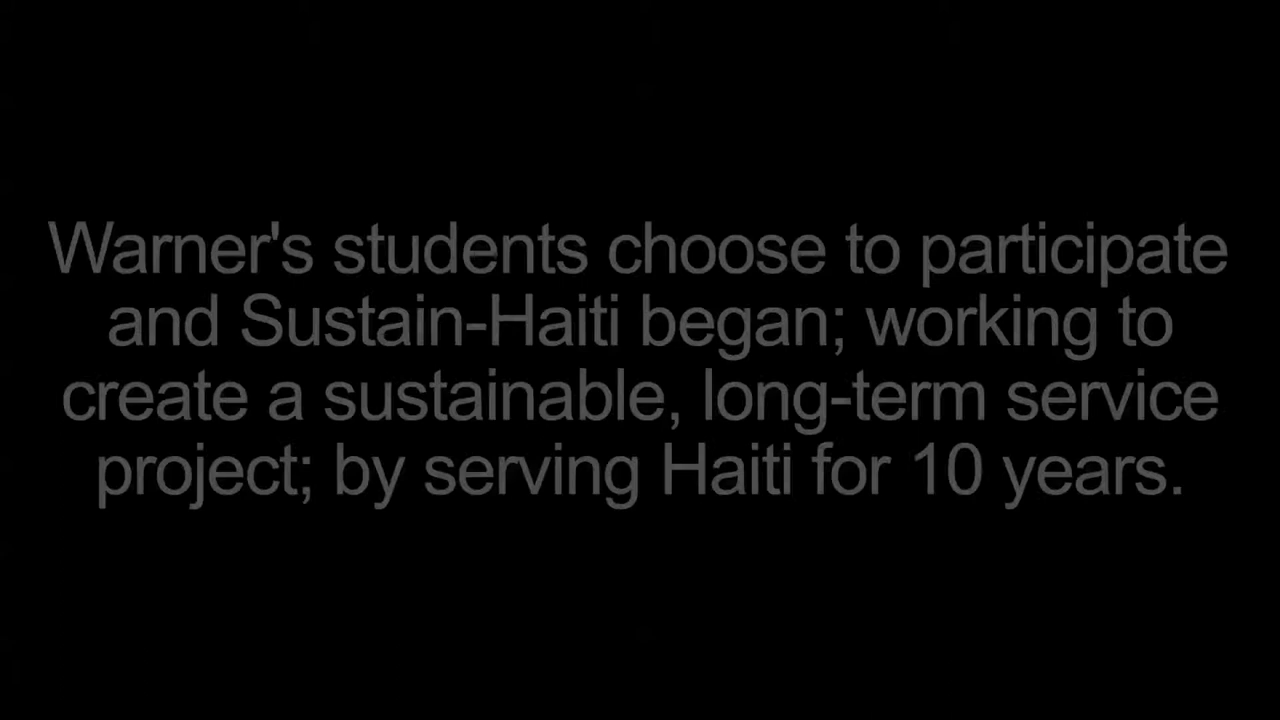 Warner's students choose to participate
and Sustain-Haiti began; working to
create a sustainable, long-term service
project; by serving Haiti for 10 years.